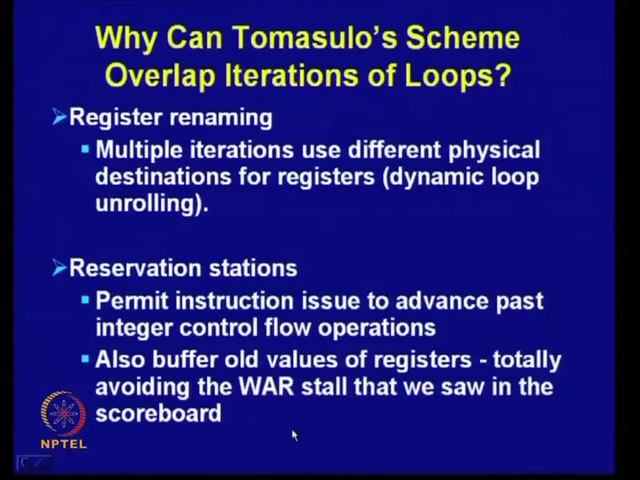 Why Can Tomasulo's Scheme
Overlap Iterations of Loops?
Register renaming
Multiple iterations use different physical
destinations for registers (dynamic loop
unrolling).
Reservation stations
Permit instruction issue to advance past
integer control flow operations
Also buffer old values of registers - totally
avoiding the WAR stall that we saw in the
scoreboard
NPTEL